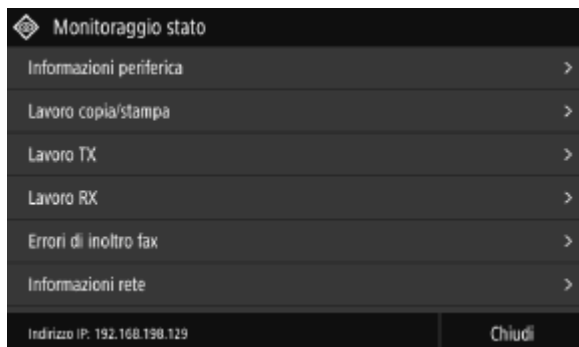 Monitoraggio stato
Informazioni periferica
Lavoro copia/stampa
Lavoro TX
Lavoro RX
Errori di inoltro fax
Informazioni rete
Indirizzo IP: 192.168.198.129
Chiudi